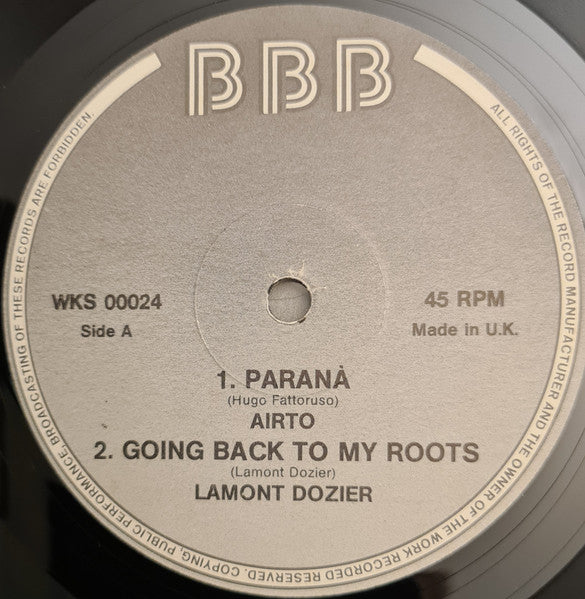 BBB
WKS 00024
Side A
45 RPM
Made in U.K.
1. PARANÀ
(Hugo Fattoruso)
AIRTO
2. GOING BACK TO MY ROOTS
(Lamont Dozier)
LAMONT DOZIER
ALL RIGHTS OF THE RECORD MANUFACTURER AND THE OWNER OF THE WORK RECORDED RESERVED. COPYING, PUBLIC PERFORMANCE, BROADCASTING OF THESE RECORDS ARE FORBIDDEN.